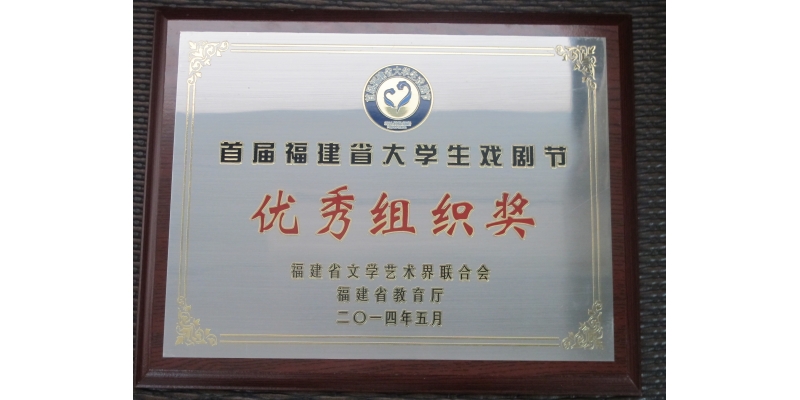 首届福建省大学生戏剧节
优秀组织奖
福建省文学艺术界联合会
福建省教育厅
二〇一四年五月